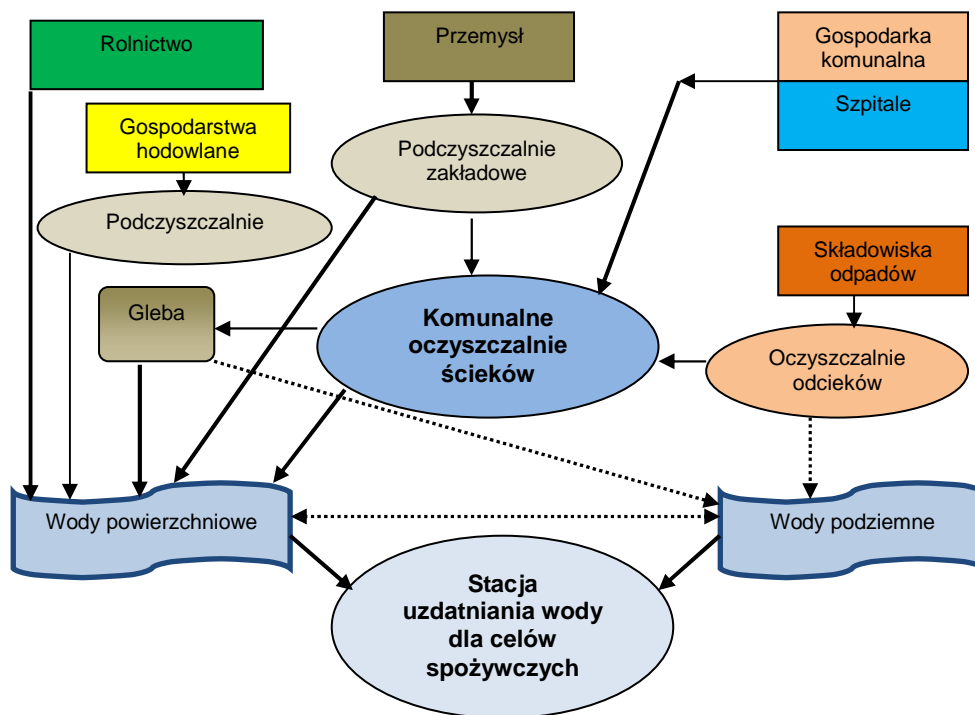 Rolnictwo
Przemysł
Gospodarka
komunalna
Szpitale
Gospodarstwa
hodowlane
Podczyszczalnie
zakładowe
Podczyszczalnie
Składowiska
odpadów
Gleba
Komunalne
oczyszczalnie
ścieków
Oczyszczalnie
odcieków
Wody powierzchniowe
Wody podziemne
Stacja
uzdatniania wody
dla celów
spożywczych